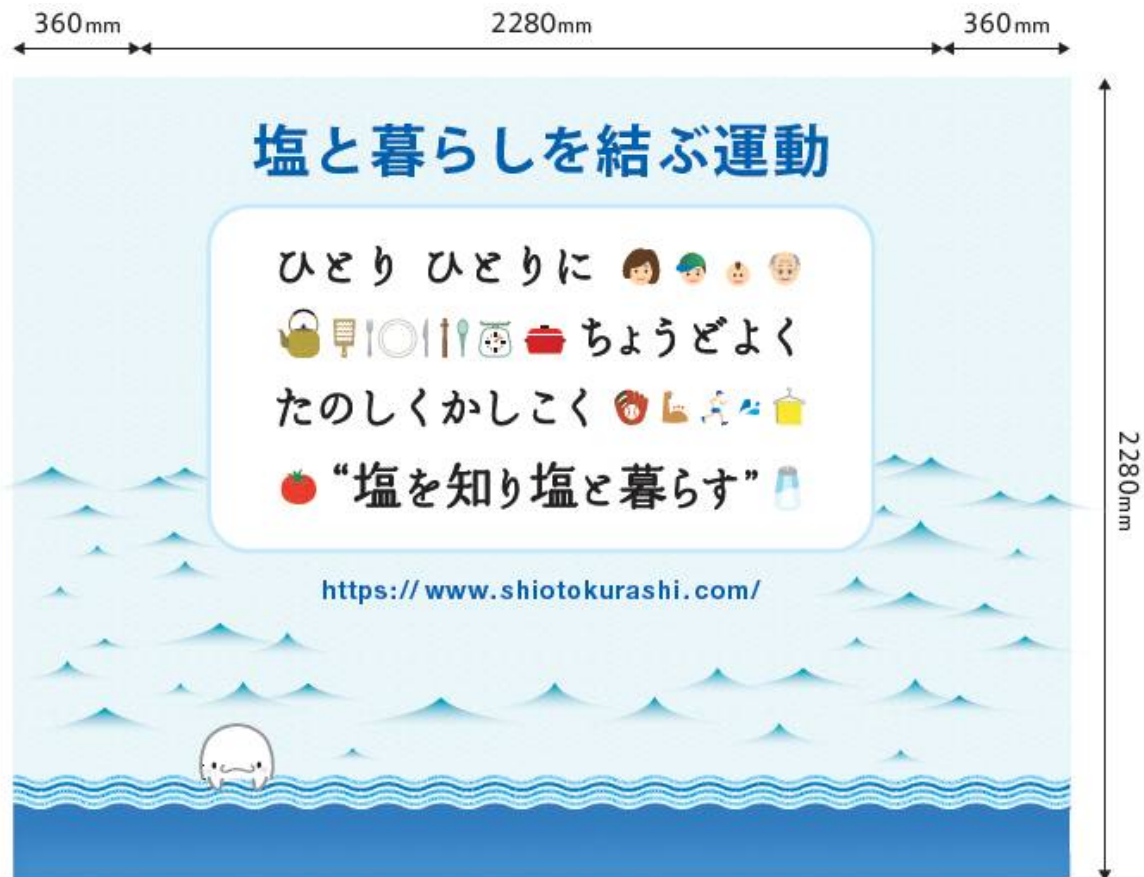 360mm 2280mm 360mm
塩と暮らしを結ぶ運動
ひとり ひとりに
ちょうどよく
たのしくかしこく
“塩を知り塩と暮らす”
https://www.shiotokurashi.com/
2280mm